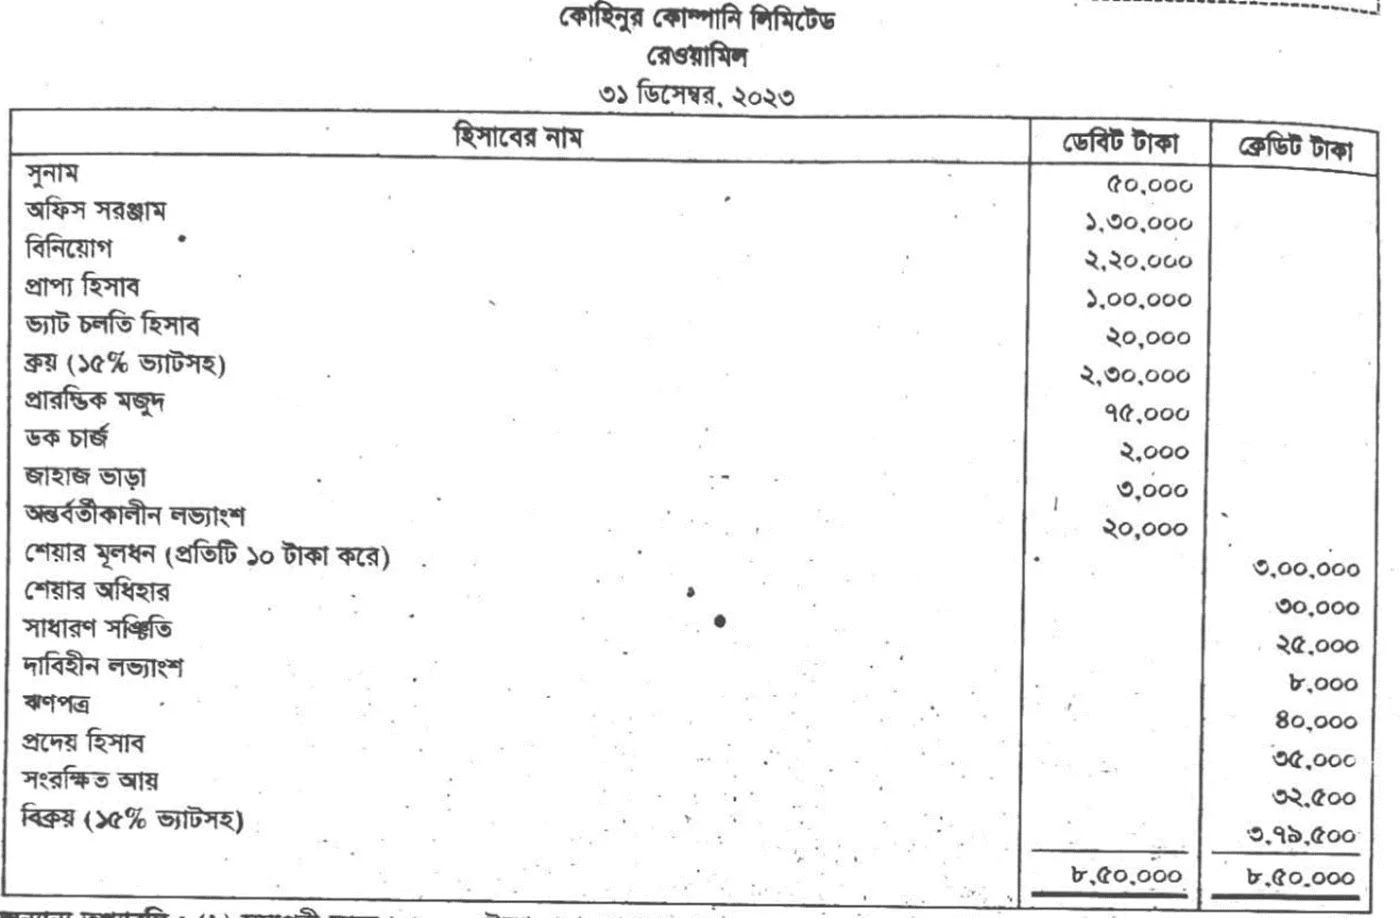 কোহিনুর কোম্পানি লিমিটেড
রেওয়ামিল
৩১ ডিসেম্বর, ২০২৩
হিসাবের নাম ডেবিট টাকা ক্রেডিট টাকা
সুনাম ৫০,০০০
অফিস সরঞ্জাম ১,৩০,০০০
বিনিয়োগ ২,২০,০০০
প্রাপ্য হিসাব ১,০০,০০০
ভ্যাট চলতি হিসাব ২০,০০০
ক্রয় (১৫% ভ্যাটসহ) ২,৩০,০০০
প্রারম্ভিক মজুদ ৭৫,০০০
ডক চার্জ ২,০০০
জাহাজ ভাড়া ৩,০০০
অন্তর্বর্তীকালীন লভ্যাংশ ২০,০০০
শেয়ার মূলধন (প্রতিটি ১০ টাকা করে) ৩,০০,০০০
শেয়ার অধিহার ৩০,০০০
সাধারণ সঞ্চিতি ২৫,০০০
দাবিহীন লভ্যাংশ ৮,০০০
ঋণপত্র ৪০,০০০
প্রদেয় হিসাব ৩৫,০০০
সংরক্ষিত আয় ৩২,৫০০
বিক্রয় (১৫% ভ্যাটসহ) ৩,৭৯,৫০০
৮,৫০,০০০ ৮,৫০,০০০